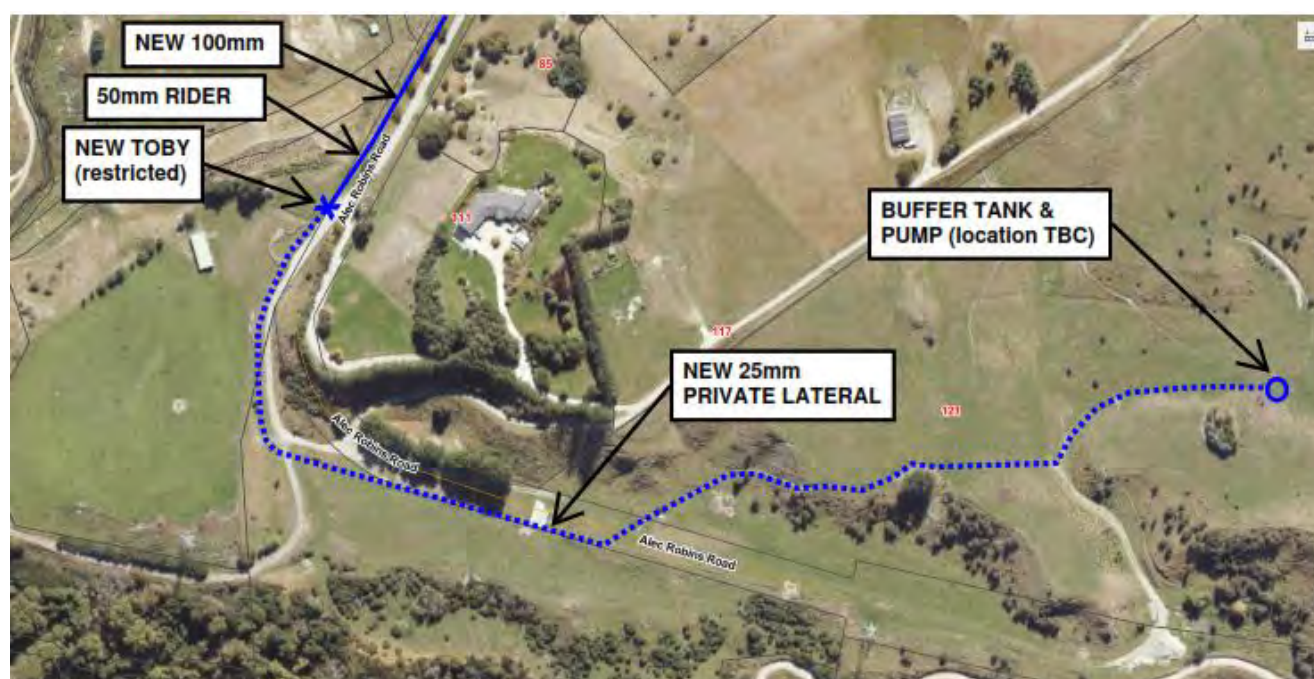 NEW 100mm
50mm RIDER
NEW TOBY
(restricted)
Alec Robins Road
85
111
BUFFER TANK &
PUMP (location TBC)
117
NEW 25mm
PRIVATE LATERAL
121
Alec Robins Road
Alec Robins Road